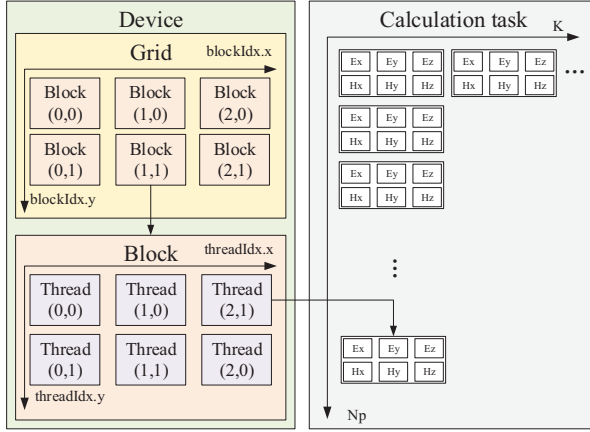 Device
Grid
blockIdx.x
Block
(0,0)
Block
(1,0)
Block
(2,0)
Block
(0,1)
Block
(1,1)
Block
(2,1)
blockIdx.y
Block
threadIdx.x
Thread
(0,0)
Thread
(1,0)
Thread
(2,1)
Thread
(0,1)
Thread
(1,1)
Thread
(2,0)
threadIdx.y
Calculation task
K
Ex Ey Ez Ex Ey Ez
Hx Hy Hz Hx Hy Hz
...
Ex Ey Ez
Hx Hy Hz
Ex Ey Ez
Hx Hy Hz
...
Ex Ey Ez
Hx Hy Hz
Np